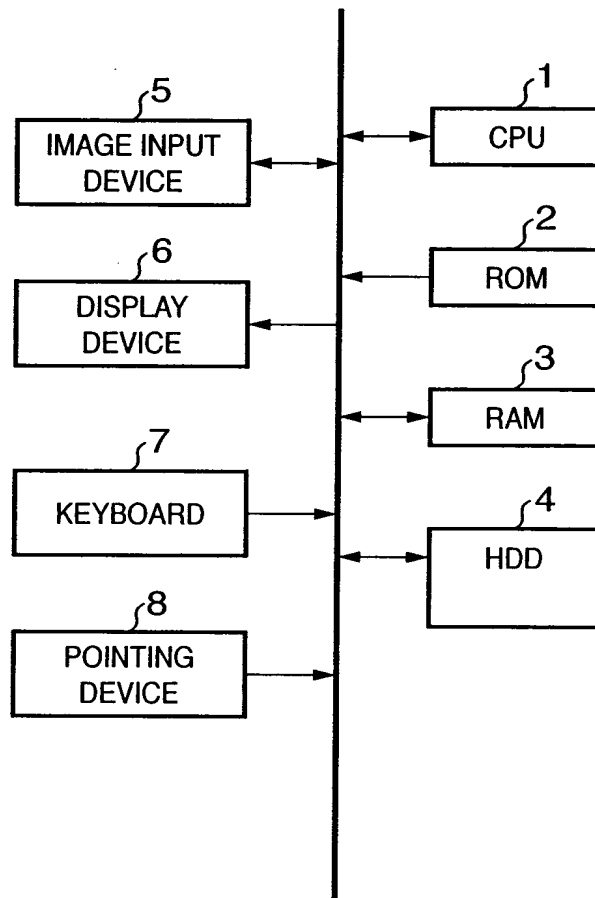 5
IMAGE INPUT
DEVICE
6
DISPLAY
DEVICE
7
KEYBOARD
8
POINTING
DEVICE
1
CPU
2
ROM
3
RAM
4
HDD